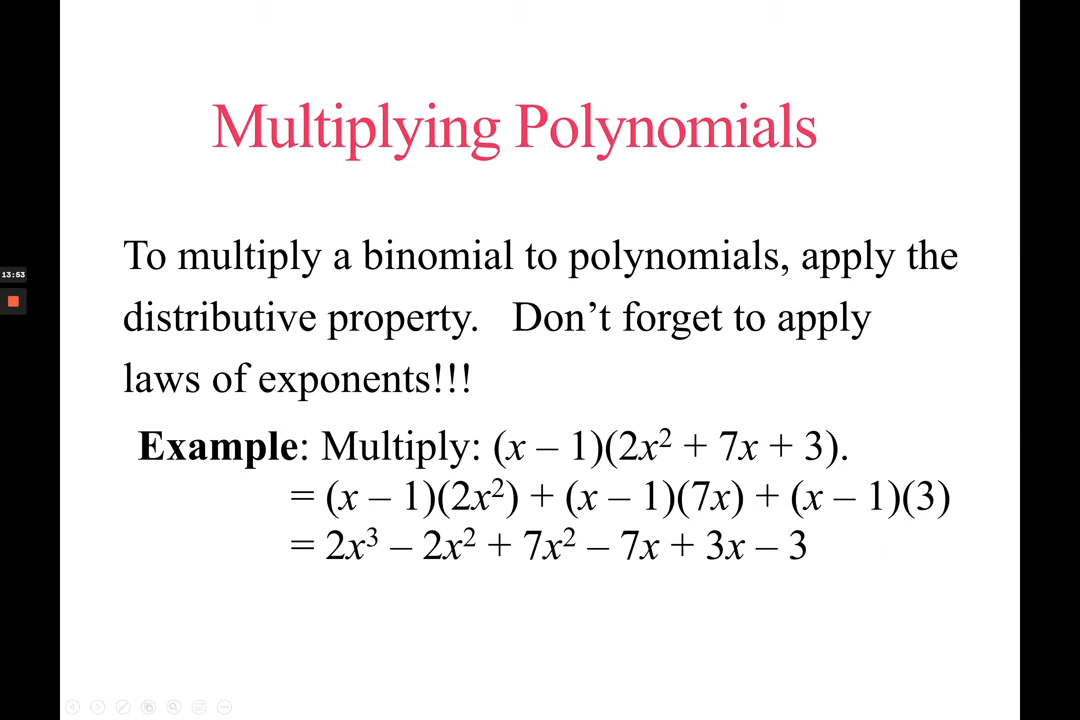 Multiplying Polynomials
To multiply a binomial to polynomials, apply the
distributive property.   Don’t forget to apply
laws of exponents!!!
13:53
Example: Multiply: (x – 1)(2x² + 7x + 3).
= (x – 1)(2x²) + (x – 1)(7x) + (x – 1)(3)
= 2x³ – 2x² + 7x² – 7x + 3x – 3